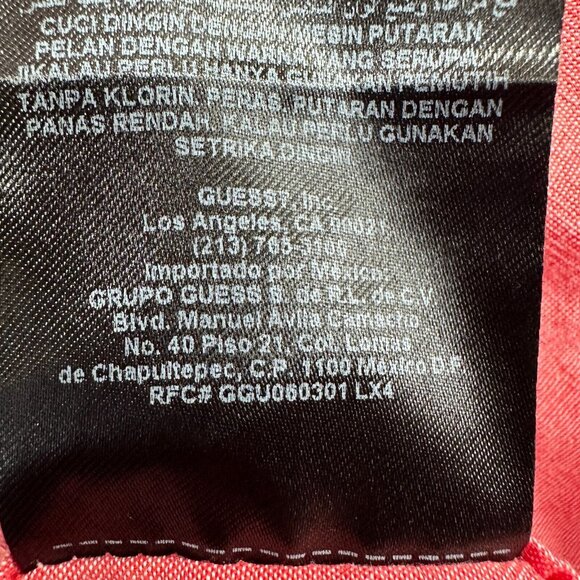 CUCI DINGIN DENGAN MESIN PUTARAN
PELAN DENGAN WARNA YANG SERUPA.
JIKALAU PERLU HANYA GUNAKAN PEMUTIH
TANPA KLORIN. PERAS, PUTARAN DENGAN
PANAS RENDAH. KALAU PERLU GUNAKAN
SETRIKA DINGIN
GUESS?, Inc.
Los Angeles, CA 90021
(213) 765-
Importado por Mexico:
GRUPO GUESS S. de R.L. de C.V.
Blvd. Manuel Avila Camacho
No. 40 Piso 21, Col. Lomas
de Chapultepec, C.P. 1100 Mexico D.F
RFC# GGU060301 LX4